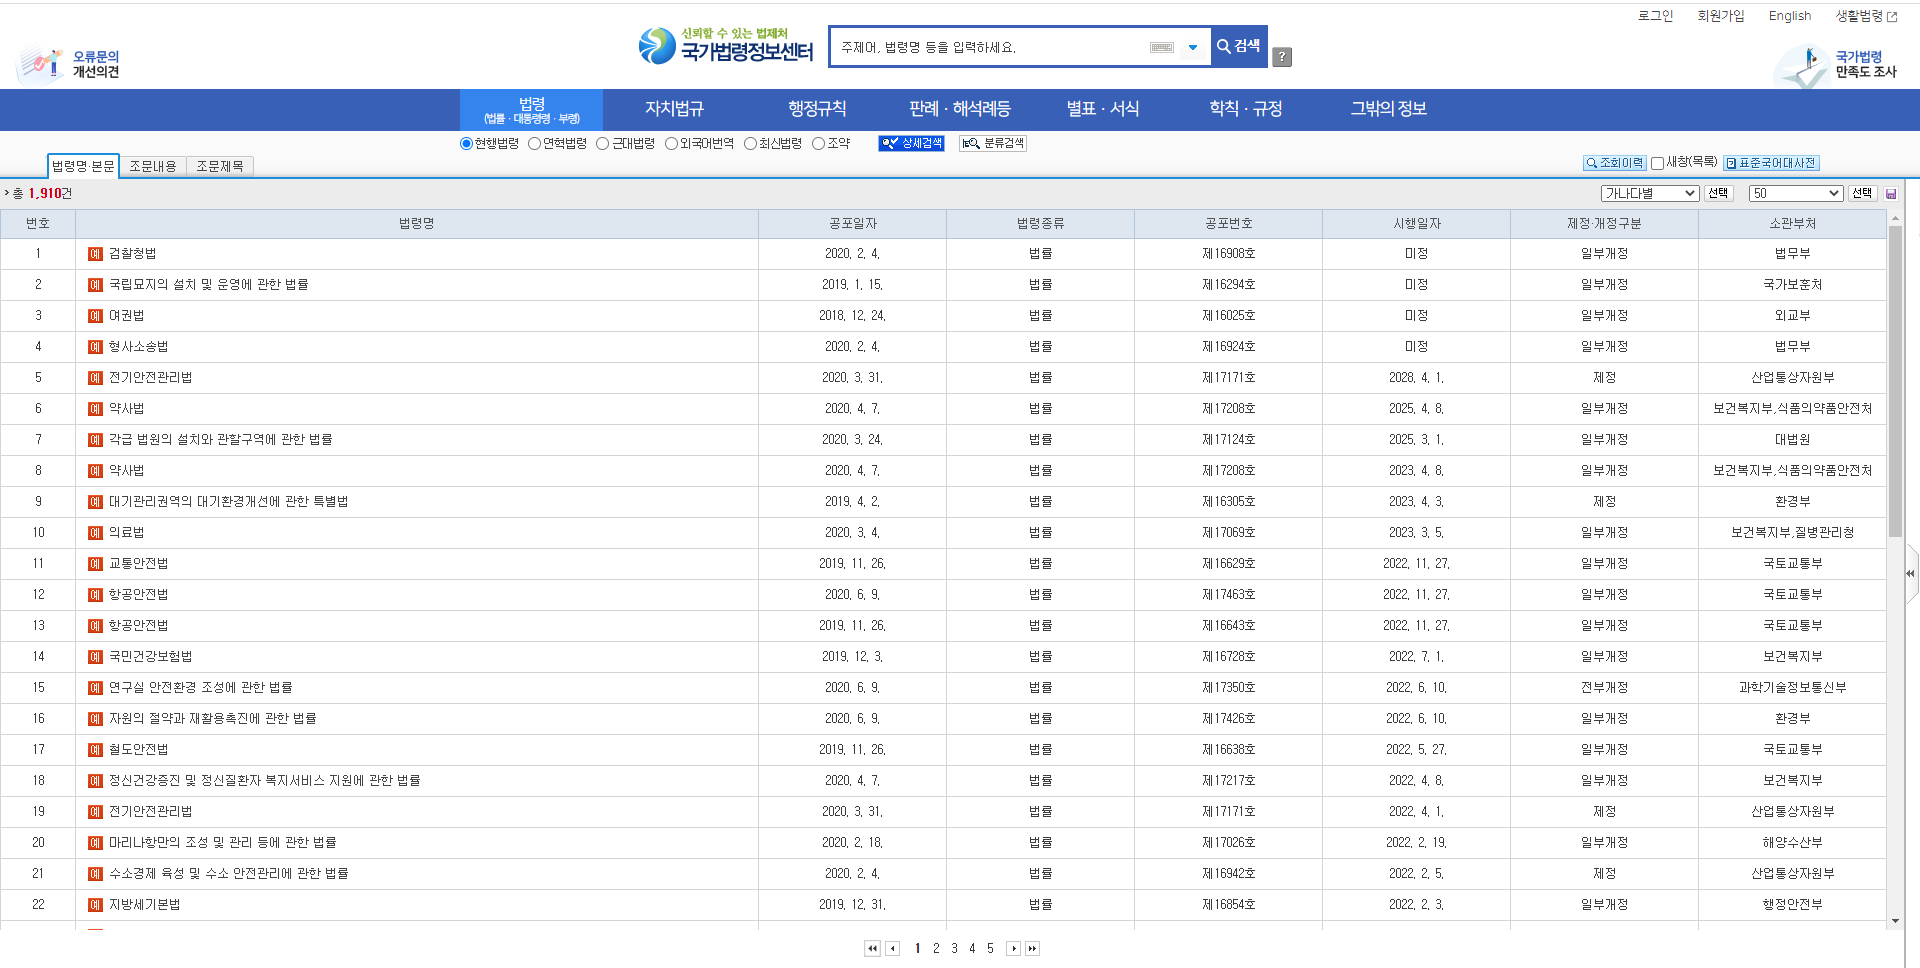 로그인 회원가입 English 생활법령
오류문의
개선의견
신뢰할 수 있는 법제처
국가법령정보센터
주제어, 법령명 등을 입력하세요.
검색
?
국가법령
만족도 조사
법령
(법률 · 대통령령 · 부령)
자치법규 행정규칙 판례 · 해석례등 별표 · 서식 학칙 · 규정 그밖의 정보
현행법령 연혁법령 근대법령 외국어번역 최신법령 조약 상세검색 분류검색
법령명·본문 조문내용 조문제목
조회이력 새창(목록) 표준국어대사전
총 1,910건
가나다별 선택 50 선택
번호 법령명 공포일자 법령종류 공포번호 시행일자 제정·개정구분 소관부처
1 예 검찰청법 2020. 2. 4. 법률 제16908호 미정 일부개정 법무부
2 예 국립묘지의 설치 및 운영에 관한 법률 2019. 1. 15. 법률 제16294호 미정 일부개정 국가보훈처
3 예 여권법 2018. 12. 24. 법률 제16025호 미정 일부개정 외교부
4 예 형사소송법 2020. 2. 4. 법률 제16924호 미정 일부개정 법무부
5 예 전기안전관리법 2020. 3. 31. 법률 제17171호 2028. 4. 1. 제정 산업통상자원부
6 예 약사법 2020. 4. 7. 법률 제17208호 2025. 4. 8. 일부개정 보건복지부,식품의약품안전처
7 예 각급 법원의 설치와 관할구역에 관한 법률 2020. 3. 24. 법률 제17124호 2025. 3. 1. 일부개정 대법원
8 예 약사법 2020. 4. 7. 법률 제17208호 2023. 4. 8. 일부개정 보건복지부,식품의약품안전처
9 예 대기관리권역의 대기환경개선에 관한 특별법 2019. 4. 2. 법률 제16305호 2023. 4. 3. 제정 환경부
10 예 의료법 2020. 3. 4. 법률 제17069호 2023. 3. 5. 일부개정 보건복지부,질병관리청
11 예 교통안전법 2019. 11. 26. 법률 제16629호 2022. 11. 27. 일부개정 국토교통부
12 예 항공안전법 2020. 6. 9. 법률 제17463호 2022. 11. 27. 일부개정 국토교통부
13 예 항공안전법 2019. 11. 26. 법률 제16643호 2022. 11. 27. 일부개정 국토교통부
14 예 국민건강보험법 2019. 12. 3. 법률 제16728호 2022. 7. 1. 일부개정 보건복지부
15 예 연구실 안전환경 조성에 관한 법률 2020. 6. 9. 법률 제17350호 2022. 6. 10. 전부개정 과학기술정보통신부
16 예 자원의 절약과 재활용촉진에 관한 법률 2020. 6. 9. 법률 제17426호 2022. 6. 10. 일부개정 환경부
17 예 철도안전법 2019. 11. 26. 법률 제16638호 2022. 5. 27. 일부개정 국토교통부
18 예 정신건강증진 및 정신질환자 복지서비스 지원에 관한 법률 2020. 4. 7. 법률 제17217호 2022. 4. 8. 일부개정 보건복지부
19 예 전기안전관리법 2020. 3. 31. 법률 제17171호 2022. 4. 1. 제정 산업통상자원부
20 예 마리나항만의 조성 및 관리 등에 관한 법률 2020. 2. 18. 법률 제17026호 2022. 2. 19. 일부개정 해양수산부
21 예 수소경제 육성 및 수소 안전관리에 관한 법률 2020. 2. 4. 법률 제16942호 2022. 2. 5. 제정 산업통상자원부
22 예 지방세기본법 2019. 12. 31. 법률 제16854호 2022. 2. 3. 일부개정 행정안전부
1 2 3 4 5